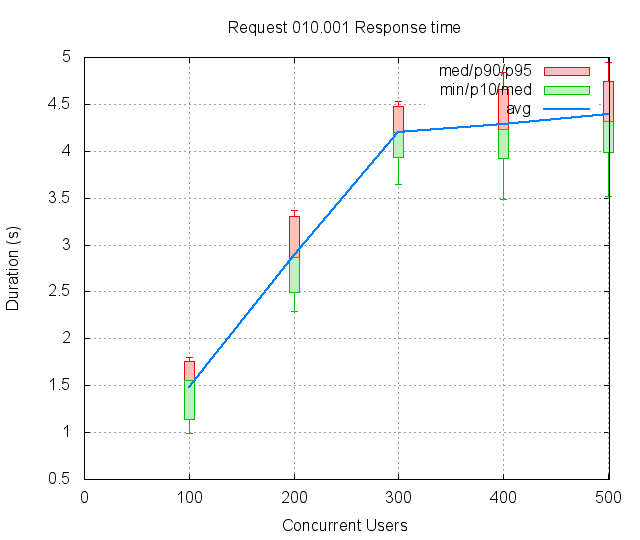 Request 010.001 Response time
5
4.5
4
3.5
3
2.5
2
1.5
1
0.5
Duration (s)
med/p90/p95
min/p10/med
avg
0 100 200 300 400 500
Concurrent Users